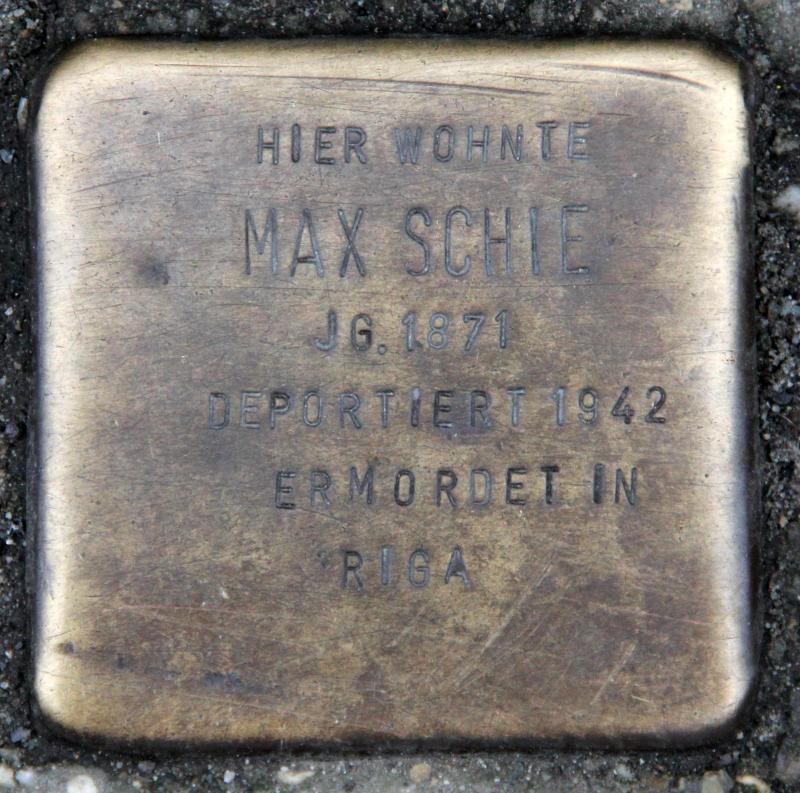 HIER WOHNTE
MAX SCHIE
JG. 1871
DEPORTIERT 1942
ERMORDET IN
RIGA